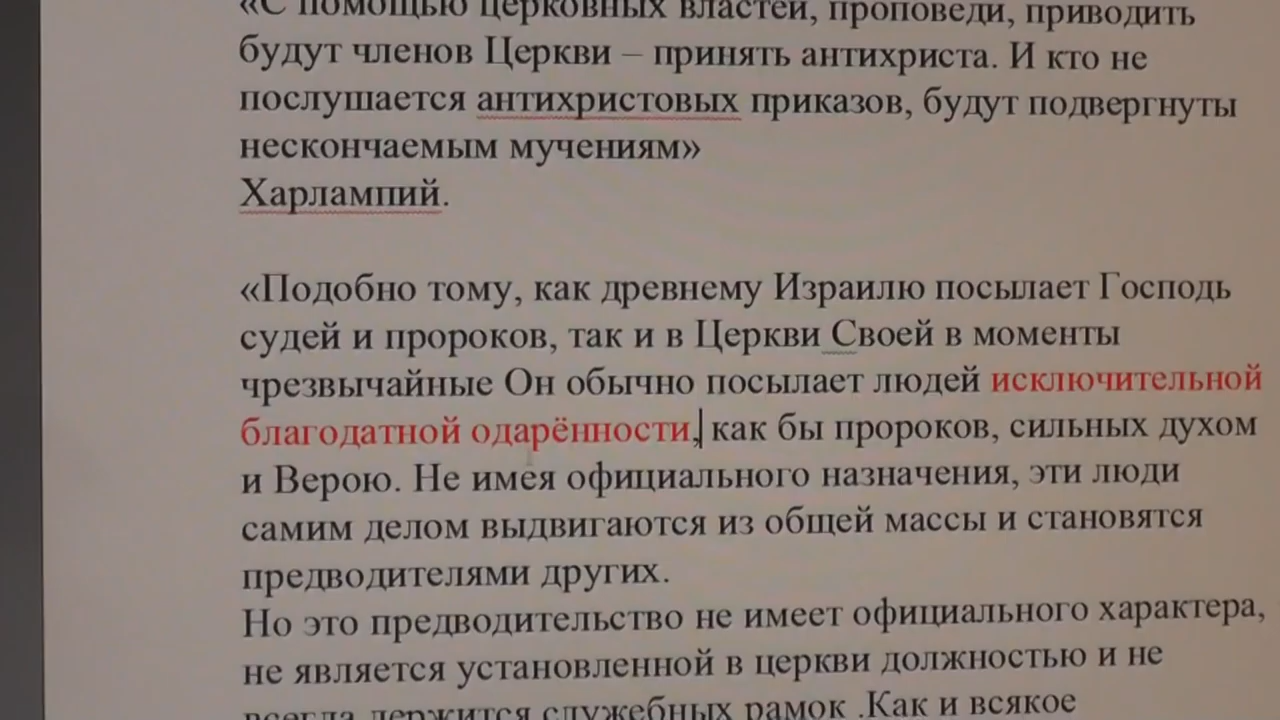 «С помощью церковных властей, проповеди, приводить
будут членов Церкви – принять антихриста. И кто не
послушается антихристовых приказов, будут подвергнуты
нескончаемым мучениям»
Харлампий.
«Подобно тому, как древнему Израилю посылает Господь
судей и пророков, так и в Церкви Своей в моменты
чрезвычайные Он обычно посылает людей исключительной
благодатной одарённости, как бы пророков, сильных духом
и Верою. Не имея официального назначения, эти люди
самим делом выдвигаются из общей массы и становятся
предводителями других.
Но это предводительство не имеет официального характера,
не является установленной в церкви должностью и не
всегда держится служебных рамок .Как и всякое